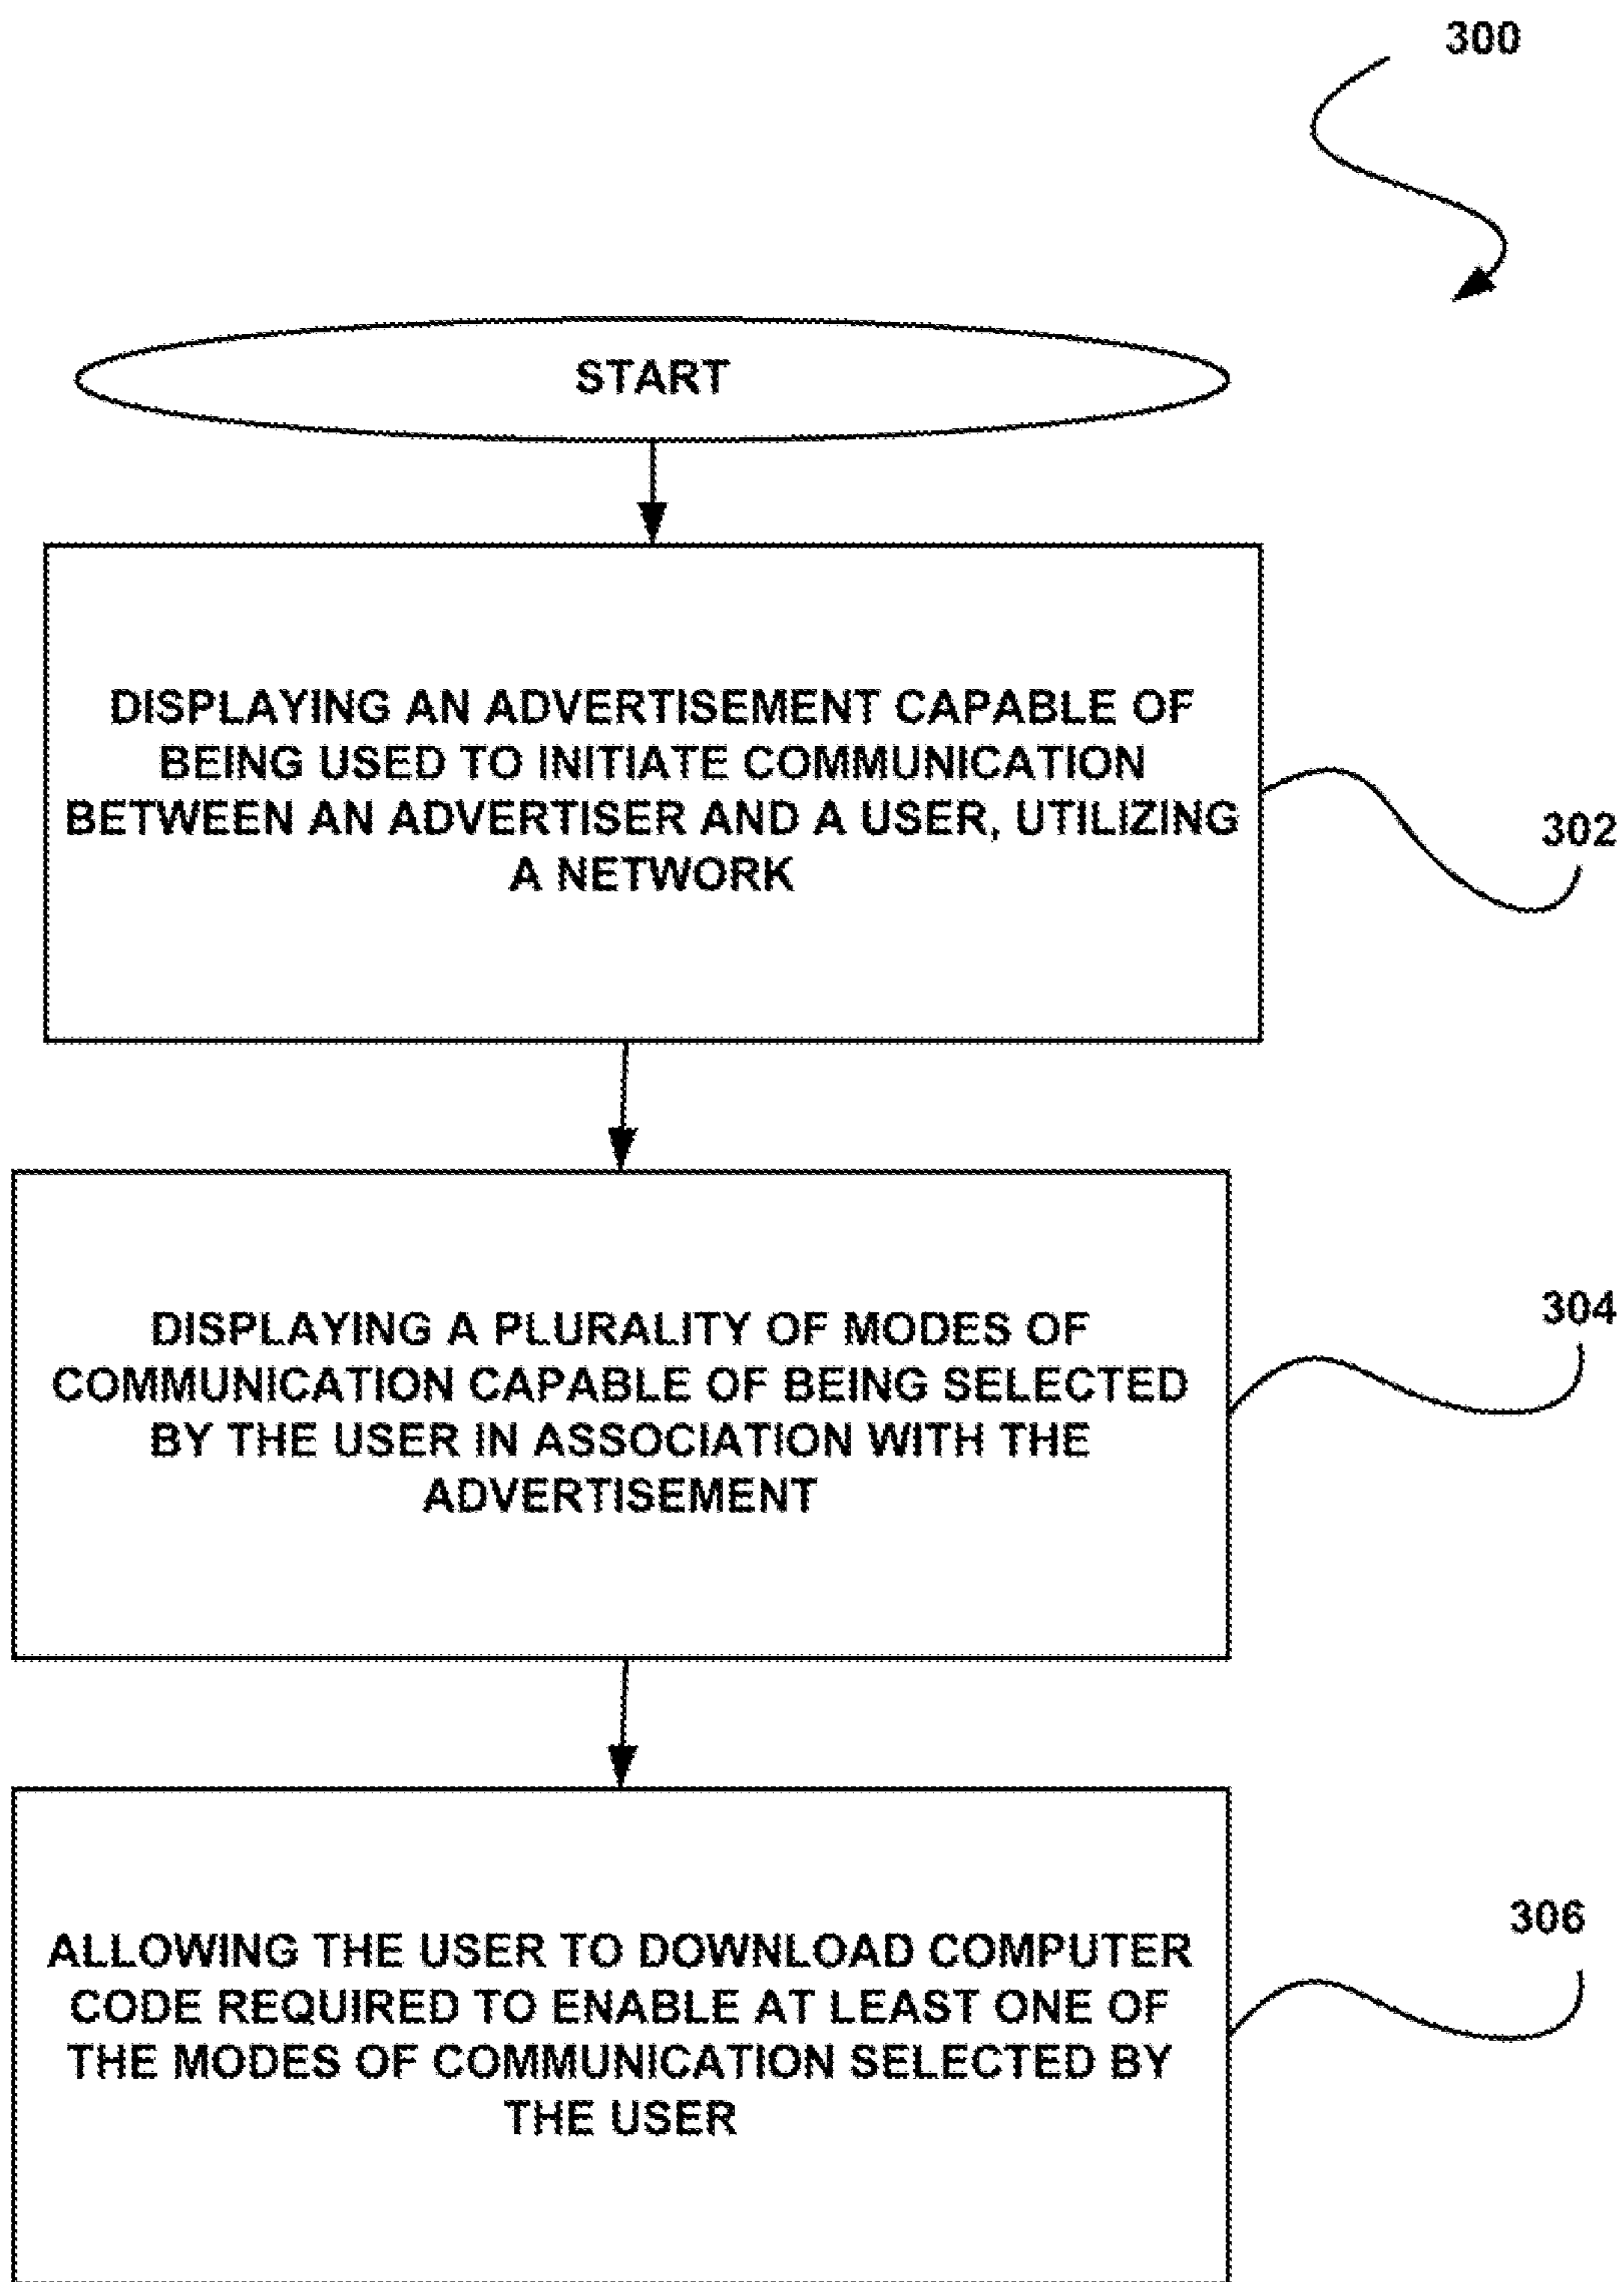 300
START
DISPLAYING AN ADVERTISEMENT CAPABLE OF
BEING USED TO INITIATE COMMUNICATION
BETWEEN AN ADVERTISER AND A USER, UTILIZING
A NETWORK
302
DISPLAYING A PLURALITY OF MODES OF
COMMUNICATION CAPABLE OF BEING SELECTED
BY THE USER IN ASSOCIATION WITH THE
ADVERTISEMENT
304
ALLOWING THE USER TO DOWNLOAD COMPUTER
CODE REQUIRED TO ENABLE AT LEAST ONE OF
THE MODES OF COMMUNICATION SELECTED BY
THE USER
306